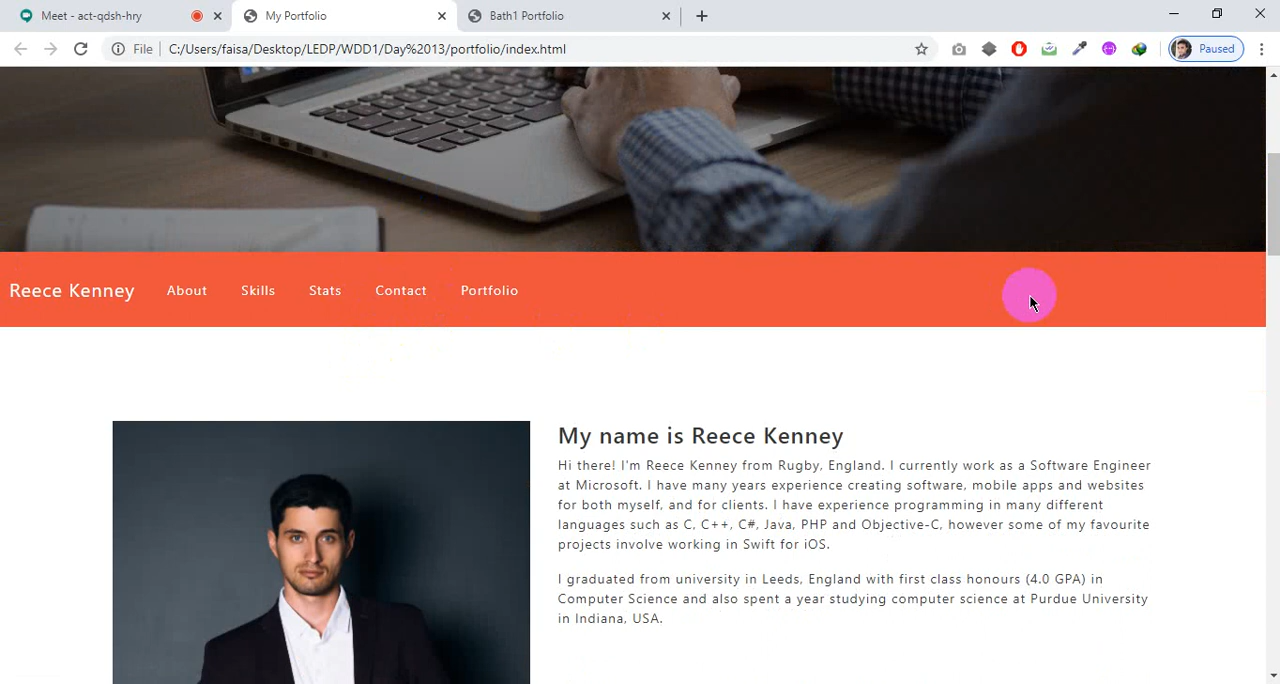 Meet - act-qdsh-hry
My Portfolio
Bath1 Portfolio
File
C:/Users/faisa/Desktop/LEDP/WDD1/Day%2013/portfolio/index.html
Paused
Reece Kenney
About
Skills
Stats
Contact
Portfolio
My name is Reece Kenney
Hi there! I'm Reece Kenney from Rugby, England. I currently work as a Software Engineer
at Microsoft. I have many years experience creating software, mobile apps and websites
for both myself, and for clients. I have experience programming in many different
languages such as C, C++, C#, Java, PHP and Objective-C, however some of my favourite
projects involve working in Swift for iOS.
I graduated from university in Leeds, England with first class honours (4.0 GPA) in
Computer Science and also spent a year studying computer science at Purdue University
in Indiana, USA.